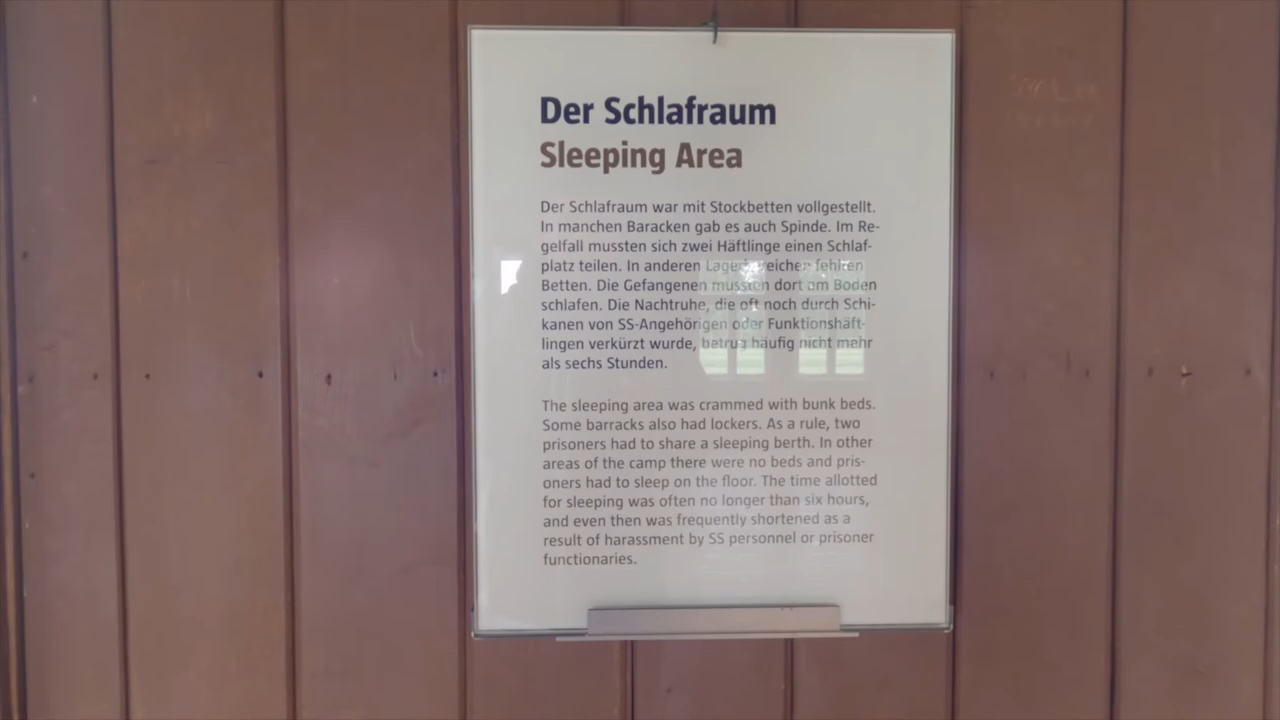 Der Schlafraum
Sleeping Area
Der Schlafraum war mit Stockbetten vollgestellt.
In manchen Baracken gab es auch Spinde. Im Re-
gelfall mussten sich zwei Häftlinge einen Schlaf-
platz teilen. In anderen Lagerbereichen fehlten
Betten. Die Gefangenen mussten dort am Boden
schlafen. Die Nachtruhe, die oft noch durch Schi-
kanen von SS-Angehörigen oder Funktionshäft-
lingen verkürzt wurde, betrug häufig nicht mehr
als sechs Stunden.
The sleeping area was crammed with bunk beds.
Some barracks also had lockers. As a rule, two
prisoners had to share a sleeping berth. In other
areas of the camp there were no beds and pris-
oners had to sleep on the floor. The time allotted
for sleeping was often no longer than six hours,
and even then was frequently shortened as a
result of harassment by SS personnel or prisoner
functionaries.